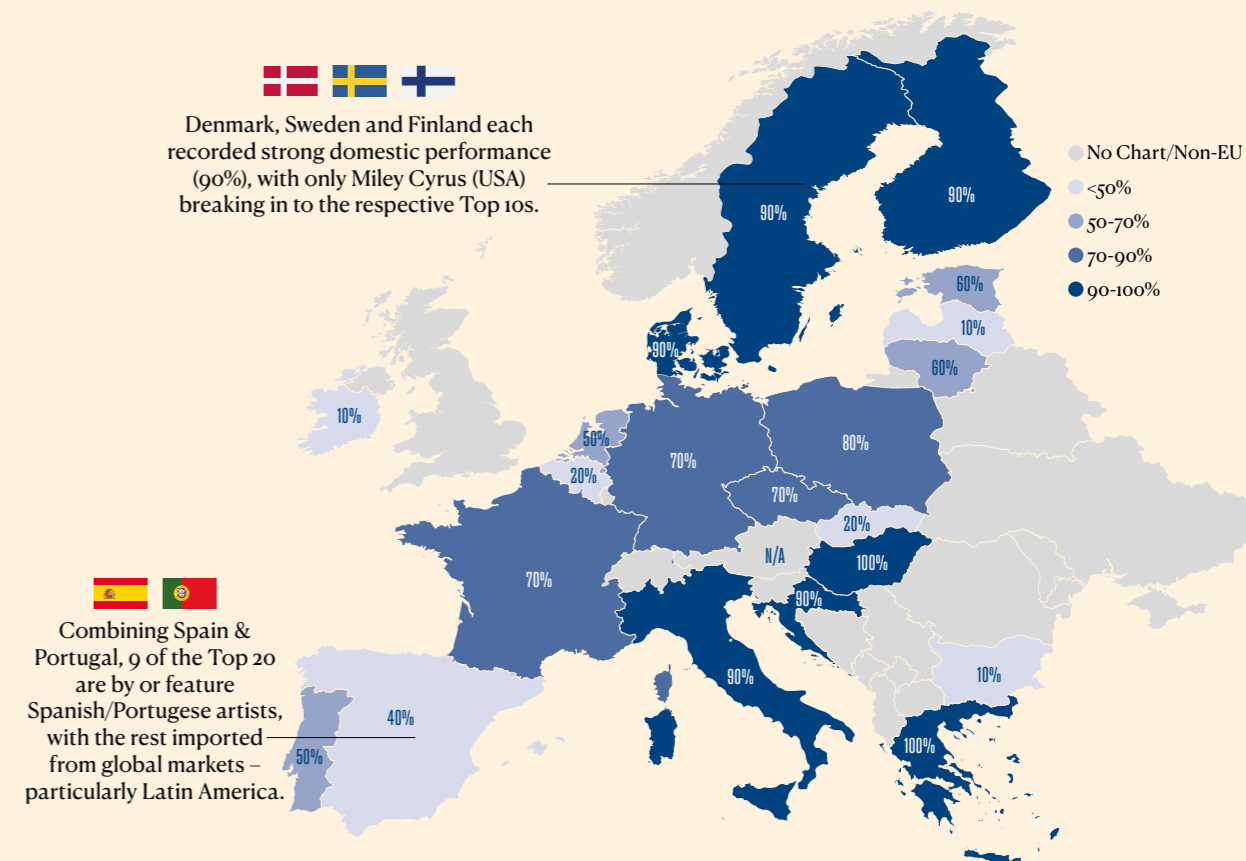 Denmark, Sweden and Finland each
recorded strong domestic performance
(90%), with only Miley Cyrus (USA)
breaking in to the respective Top 10s.
No Chart/Non-EU
<50%
50-70%
70-90%
90-100%
90%
90%
60%
10%
60%
90%
10%
50%
20%
70%
80%
70%
20%
N/A
100%
70%
90%
90%
10%
100%
40%
50%
Combining Spain &
Portugal, 9 of the Top 20
are by or feature
Spanish/Portugese artists,
with the rest imported
from global markets –
particularly Latin America.